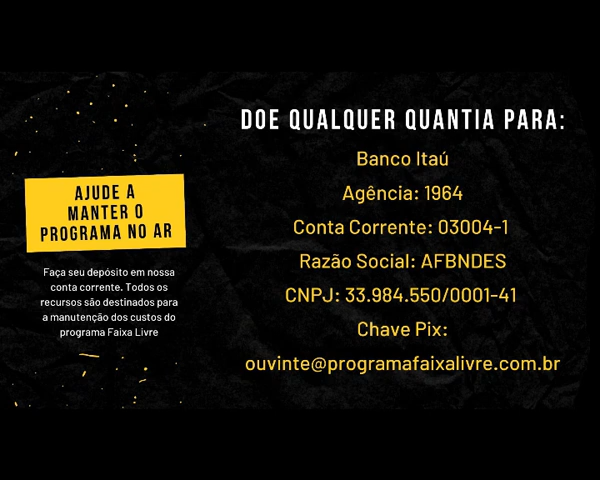 AJUDE A
MANTER O
PROGRAMA NO AR
Faça seu depósito em nossa
conta corrente. Todos os
recursos são destinados para
a manutenção dos custos do
programa Faixa Livre
DOE QUALQUER QUANTIA PARA:
Banco Itaú
Agência: 1964
Conta Corrente: 03004-1
Razão Social: AFBNDES
CNPJ: 33.984.550/0001-41
Chave Pix:
ouvinte@programafaixalivre.com.br